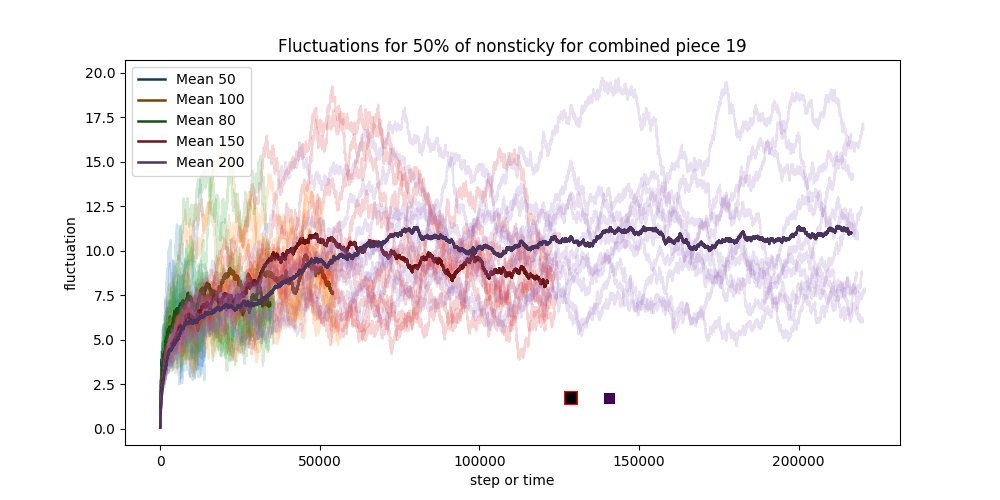 Fluctuations for 50% of nonsticky for combined piece 19
20.0
17.5
15.0
12.5
10.0
7.5
5.0
2.5
0.0
fluctuation
Mean 50
Mean 100
Mean 80
Mean 150
Mean 200
0
50000
100000
150000
200000
step or time